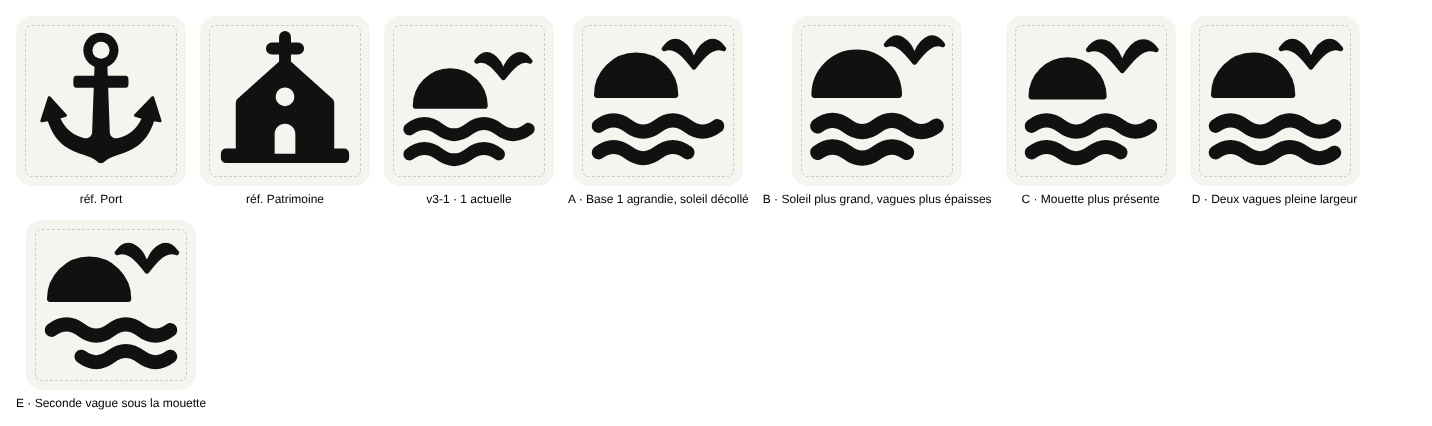 réf. Port
réf. Patrimoine
v3-1 · 1 actuelle
A · Base 1 agrandie, soleil décollé
B · Soleil plus grand, vagues plus épaisses
C · Mouette plus présente
D · Deux vagues pleine largeur
E · Seconde vague sous la mouette